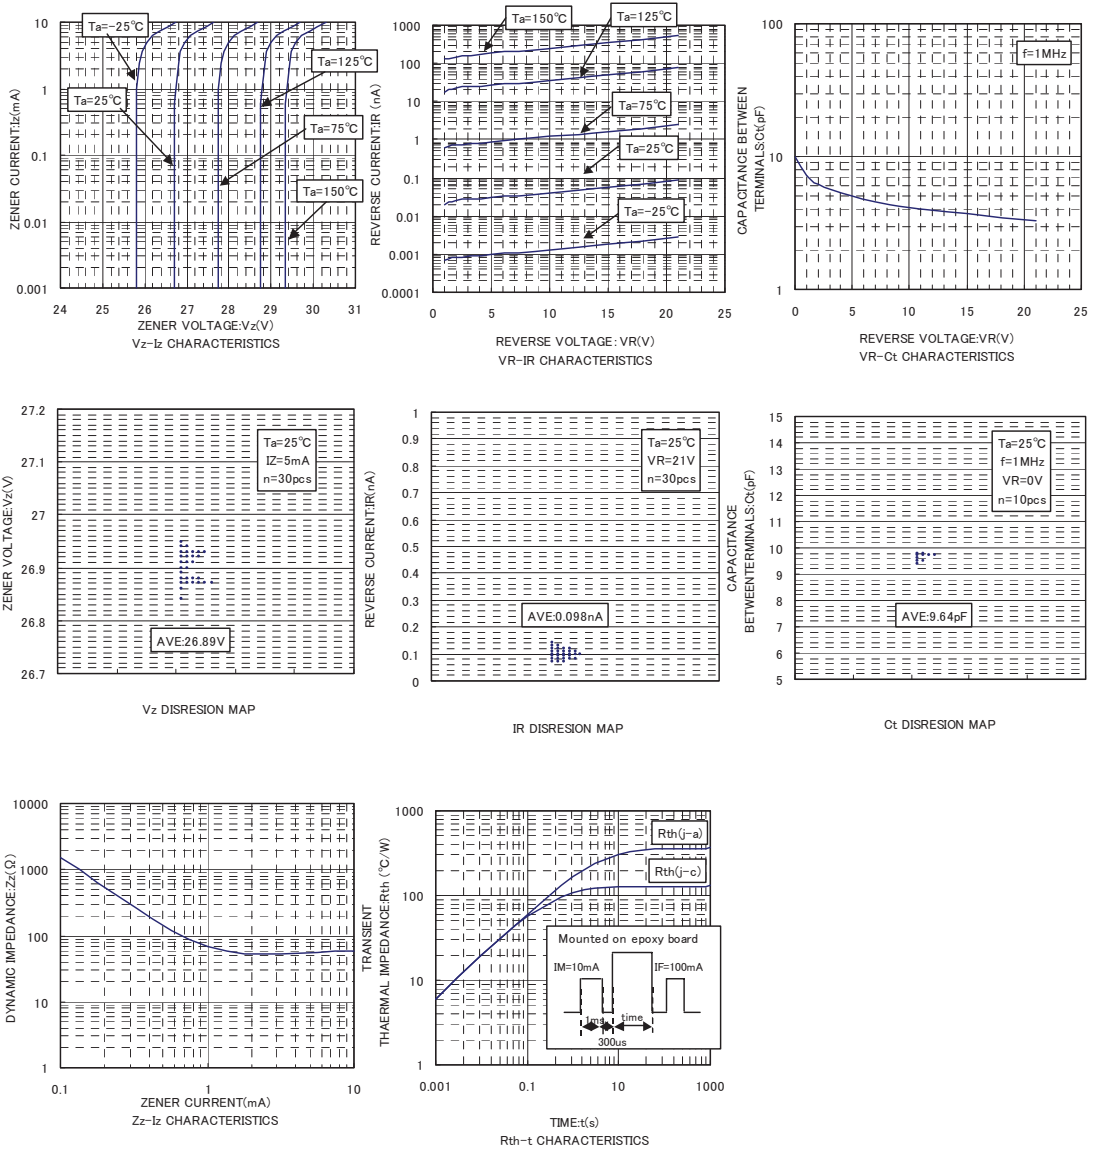 10
1
0.1
0.01
0.001
24 25 26 27 28 29 30 31
ZENER CURRENT:Iz(mA)
Ta=-25℃
Ta=25℃
Ta=125℃
Ta=75℃
Ta=150℃
ZENER VOLTAGE:Vz(V)
Vz-Iz CHARACTERISTICS
1000
100
10
1
0.1
0.01
0.001
0.0001
0 5 10 15 20 25
REVERSE CURRENT:IR (nA)
Ta=150℃
Ta=125℃
Ta=75℃
Ta=25℃
Ta=-25℃
REVERSE VOLTAGE: VR(V)
VR-IR CHARACTERISTICS
100
10
1
0 5 10 15 20 25
CAPACITANCE BETWEEN
TERMINALS:Ct(pF)
f=1MHz
REVERSE VOLTAGE:VR(V)
VR-Ct CHARACTERISTICS
27.2
27.1
27
26.9
26.8
26.7
ZENER VOLTAGE:Vz(V)
Ta=25℃
IZ=5mA
n=30pcs
AVE:26.89V
Vz DISRESION MAP
1
0.9
0.8
0.7
0.6
0.5
0.4
0.3
0.2
0.1
0
REVERSE CURRENT:IR(nA)
Ta=25℃
VR=21V
n=30pcs
AVE:0.098nA
IR DISRESION MAP
15
14
13
12
11
10
9
8
7
6
5
CAPACITANCE
BETWEENTERMINALS:Ct(pF)
Ta=25℃
f=1MHz
VR=0V
n=10pcs
AVE:9.64pF
Ct DISRESION MAP
10000
1000
100
10
1
0.1 1 10
DYNAMIC IMPEDANCE:Zz(Ω)
ZENER CURRENT(mA)
Zz-Iz CHARACTERISTICS
1000
100
10
1
0.001 0.1 10 1000
TRANSIENT
THAERMAL IMPEDANCE:Rth (℃/W)
Rth(j-a)
Rth(j-c)
Mounted on epoxy board
IM=10mA IF=100mA
1ms time
300us
TIME:t(s)
Rth-t CHARACTERISTICS